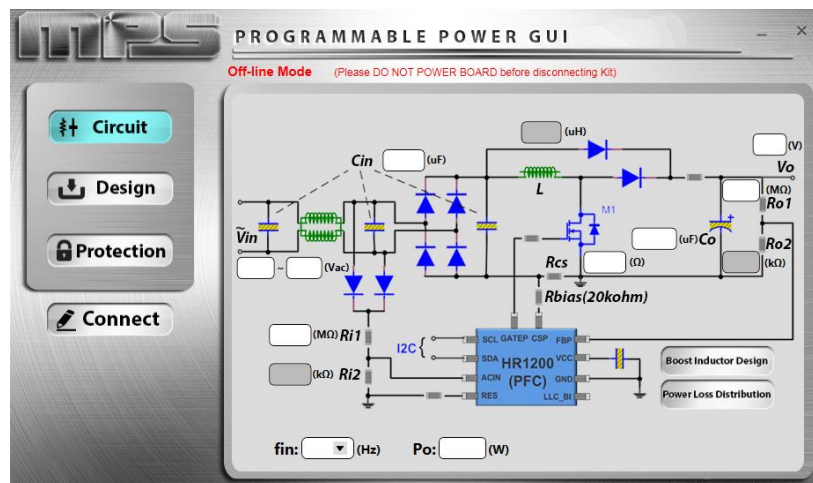 MPS PROGRAMMABLE POWER GUI
Off-line Mode (Please DO NOT POWER BOARD before disconnecting Kit)
Circuit
Design
Protection
Connect
(uH)
(V)
Cin (uF)
Vo
L
(MΩ)
Ro1
M1
~
Vin
(uF) Co
Ro2
~ (Vac)
Rcs (Ω)
(kΩ)
Rbias(20kohm)
(MΩ) Ri1
I2C {
SCL GATEP CSP FBP
SDA HR1200 VCC
(kΩ) Ri2
ACIN (PFC) GND
RES LLC_BI
Boost Inductor Design
Power Loss Distribution
fin: (Hz) Po: (W)